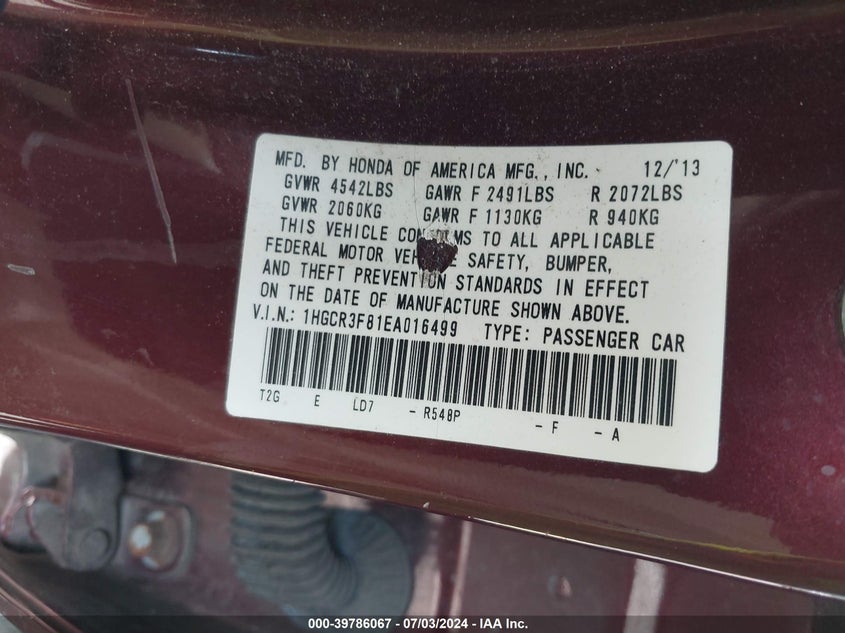 MFD. BY HONDA OF AMERICA MFG., INC. 12/'13
GVWR 4542LBS GAWR F 2491LBS R 2072LBS
GVWR 2060KG GAWR F 1130KG R 940KG
THIS VEHICLE CON MS TO ALL APPLICABLE
FEDERAL MOTOR VEH E SAFETY, BUMPER,
AND THEFT PREVENTION STANDARDS IN EFFECT
ON THE DATE OF MANUFACTURE SHOWN ABOVE.
V.I.N.: 1HGCR3F81EA016499 TYPE: PASSENGER CAR
T2G E LD7 - R548P - F - A
000-39786067 - 07/03/2024 - IAA Inc.